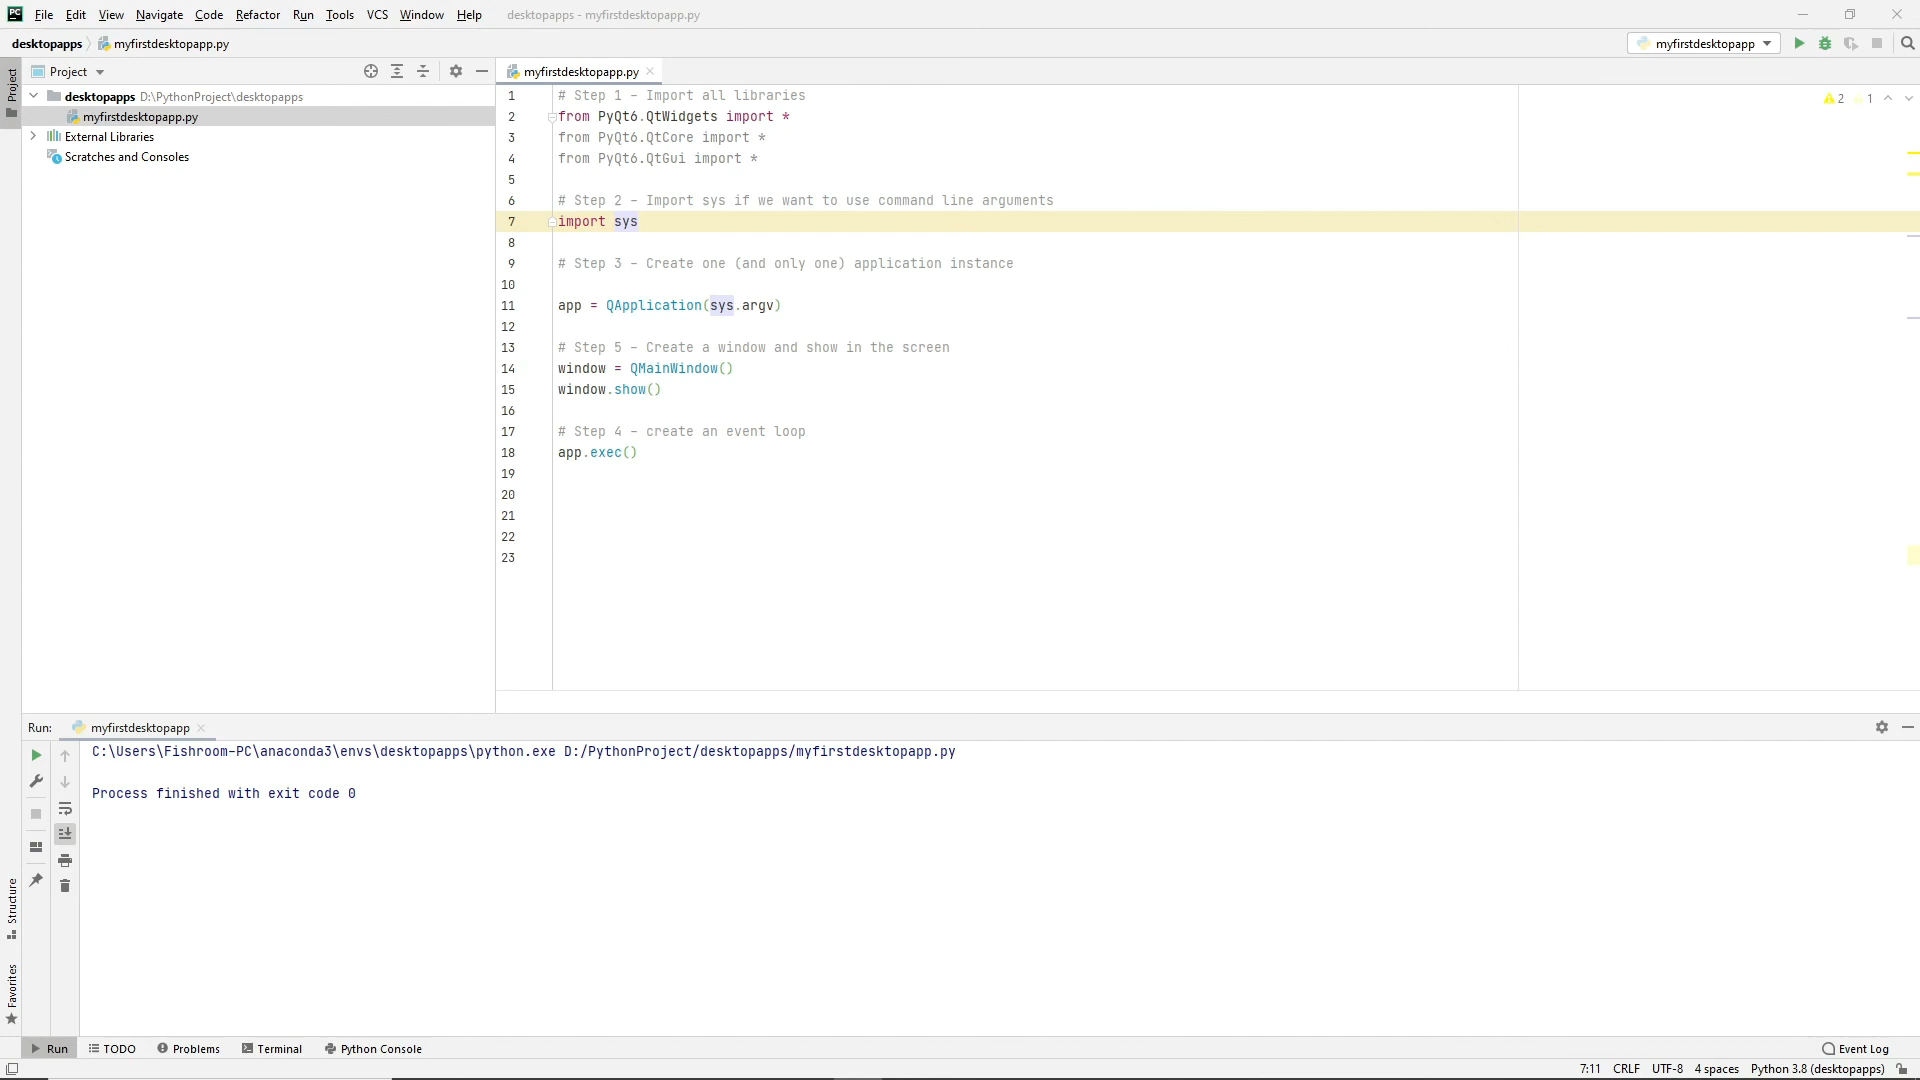 PC File Edit View Navigate Code Refactor Run Tools VCS Window Help desktopapps - myfirstdesktopapp.py
desktopapps myfirstdesktopapp.py myfirstdesktopapp
Project
Project
desktopapps D:\PythonProject\desktopapps
myfirstdesktopapp.py
External Libraries
Scratches and Consoles
myfirstdesktopapp.py
2 1
1 # Step 1 - Import all libraries
2 from PyQt6.QtWidgets import *
3 from PyQt6.QtCore import *
4 from PyQt6.QtGui import *
5
6 # Step 2 - Import sys if we want to use command line arguments
7 import sys
8
9 # Step 3 - Create one (and only one) application instance
10
11 app = QApplication(sys.argv)
12
13 # Step 5 - Create a window and show in the screen
14 window = QMainWindow()
15 window.show()
16
17 # Step 4 - create an event loop
18 app.exec()
19
20
21
22
23
Run: myfirstdesktopapp
C:\Users\Fishroom-PC\anaconda3\envs\desktopapps\python.exe D:/PythonProject/desktopapps/myfirstdesktopapp.py
Process finished with exit code 0
Structure
Favorites
Run TODO Problems Terminal Python Console Event Log
7:11 CRLF UTF-8 4 spaces Python 3.8 (desktopapps)